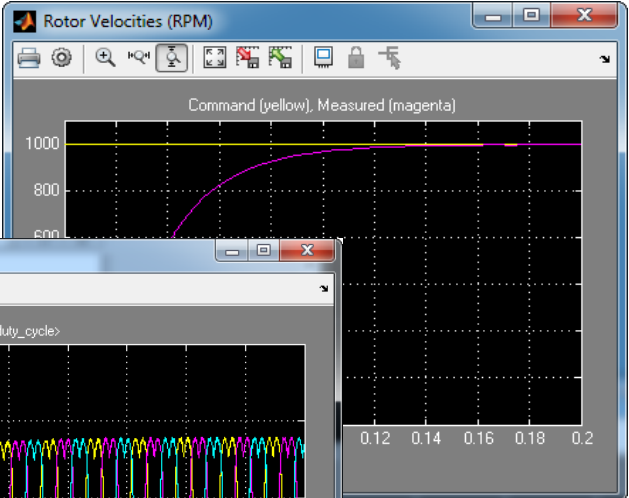 Rotor Velocities (RPM)
Command (yellow), Measured (magenta)
1000
800
600
duty_cycle>
0.12 0.14 0.16 0.18 0.2